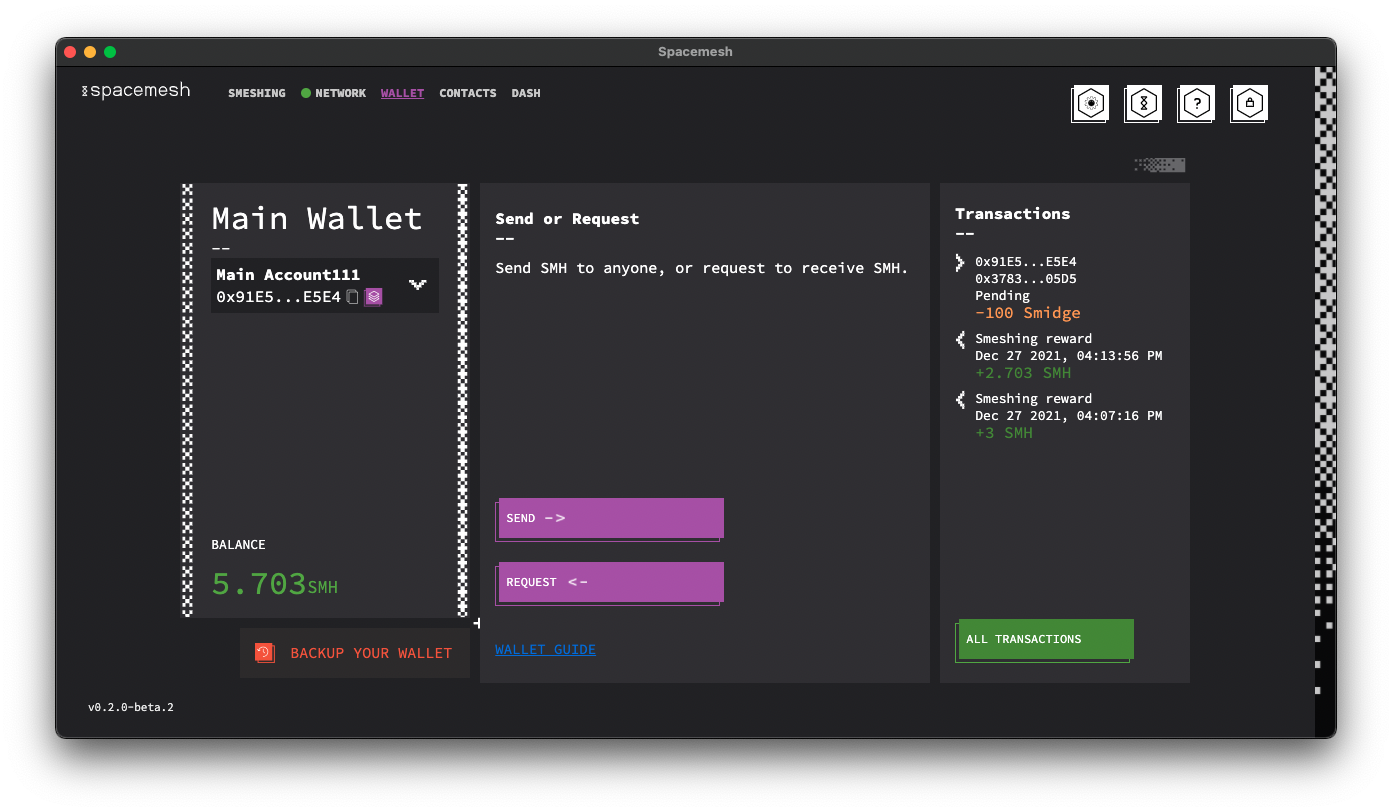 Spacemesh
spacemesh
SMESHING NETWORK WALLET CONTACTS DASH
?
Main Wallet
--
Main Account111
0x91E5...E5E4
BALANCE
5.703SMH
BACKUP YOUR WALLET
Send or Request
--
Send SMH to anyone, or request to receive SMH.
SEND ->
REQUEST <-
WALLET GUIDE
Transactions
--
0x91E5...E5E4
0x3783...05D5
Pending
-100 Smidge
Smeshing reward
Dec 27 2021, 04:13:56 PM
+2.703 SMH
Smeshing reward
Dec 27 2021, 04:07:16 PM
+3 SMH
ALL TRANSACTIONS
v0.2.0-beta.2